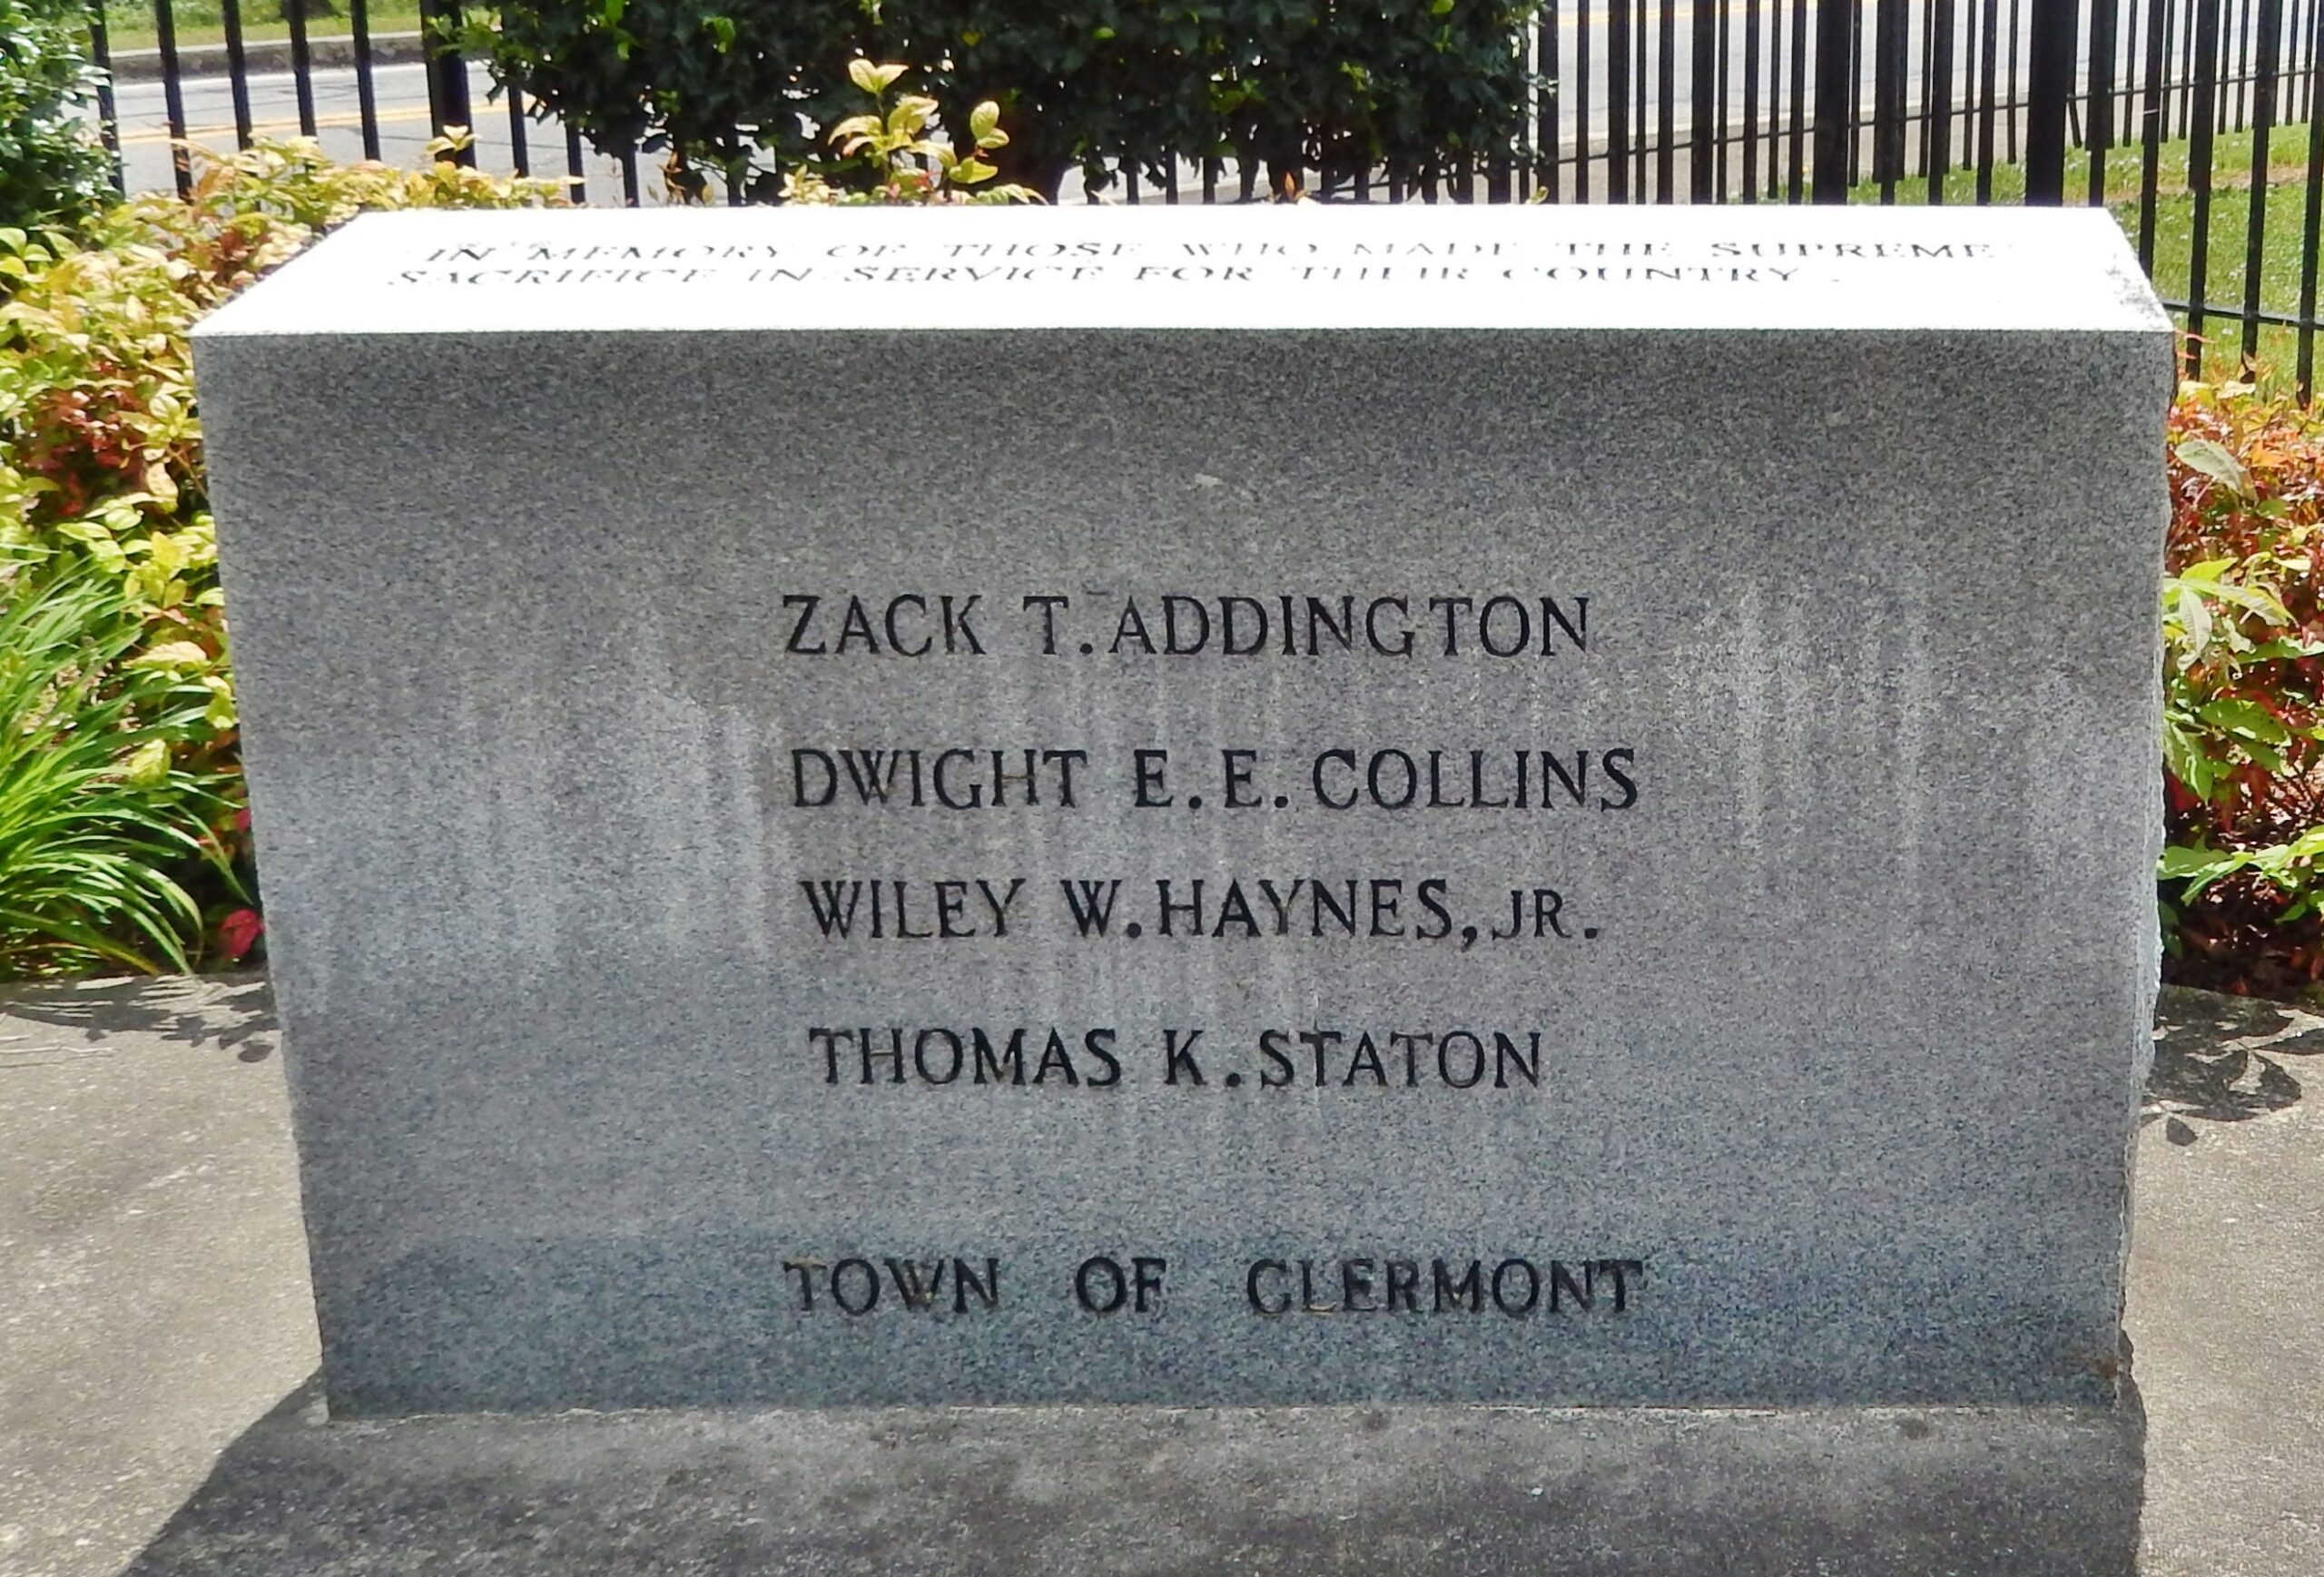 IN MEMORY OF THOSE WHO MADE THE SUPREME
SACRIFICE IN SERVICE FOR THEIR COUNTRY.
ZACK T. ADDINGTON
DWIGHT E. E. COLLINS
WILEY W. HAYNES, JR.
THOMAS K. STATON
TOWN OF CLERMONT